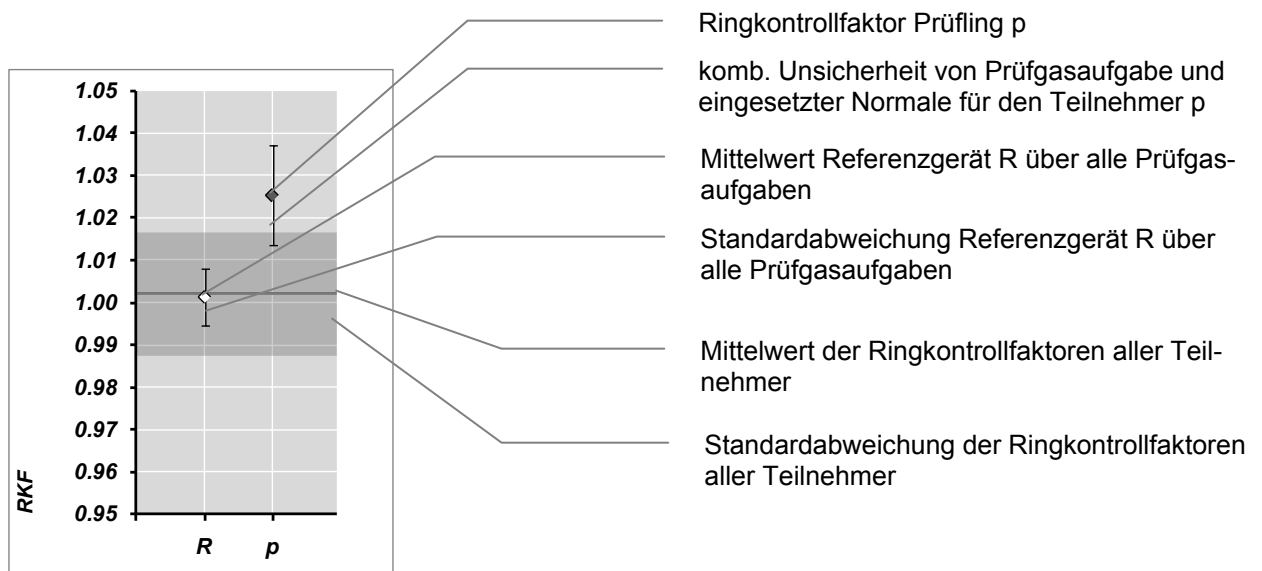 Ringkontrollfaktor Prüfling p
komb. Unsicherheit von Prüfgasaufgabe und
eingesetzter Normale für den Teilnehmer p
Mittelwert Referenzgerät R über alle Prüfgas-
aufgaben
Standardabweichung Referenzgerät R über
alle Prüfgasaufgaben
Mittelwert der Ringkontrollfaktoren aller Teil-
nehmer
Standardabweichung der Ringkontrollfaktoren
aller Teilnehmer
1.05
1.04
1.03
1.02
1.01
1.00
0.99
0.98
0.97
0.96
0.95
RKF
R p